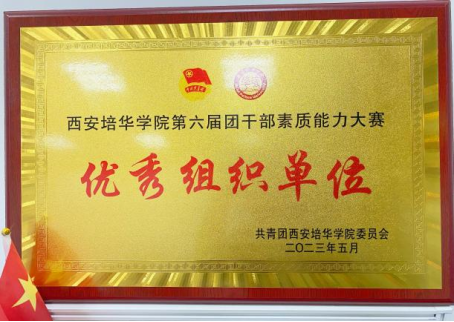 西安培华学院第六届团干部素质能力大赛
优秀组织单位
共青团西安培华学院委员会
二〇二三年五月